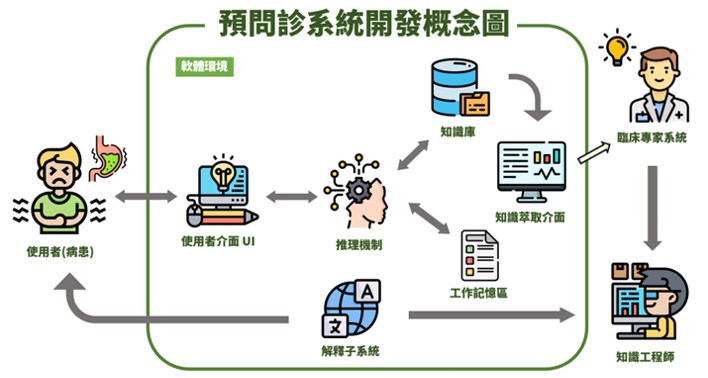 預問診系統開發概念圖
軟體環境
知識庫
臨床專家系統
使用者(病患)
使用者介面 UI
推理機制
知識萃取介面
工作記憶區
A
文
解釋子系統
知識工程師